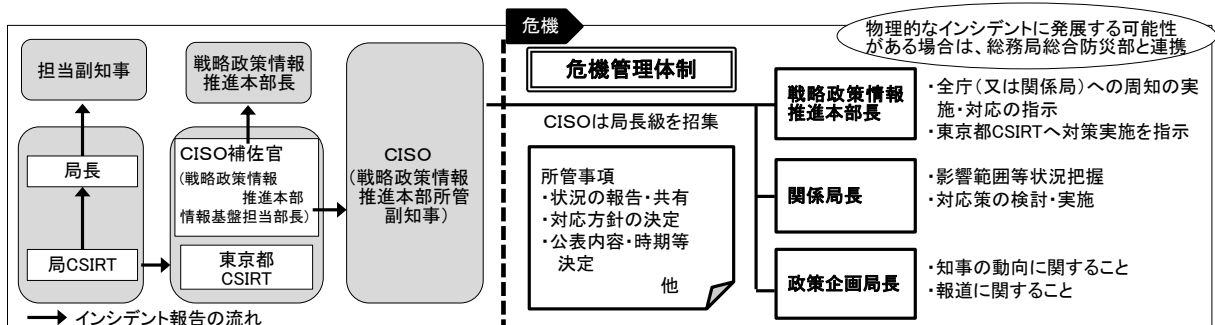 危機
物理的なインシデントに発展する可能性
がある場合は、総務局総合防災部と連携
担当副知事
戦略政策情報
推進本部長
局長
局CSIRT
CISO補佐官
(戦略政策情報
推進本部
情報基盤担当部長)
東京都
CSIRT
CISO
(戦略政策情報
推進本部所管
副知事)
インシデント報告の流れ
危機管理体制
CISOは局長級を招集
所管事項
・状況の報告・共有
・対応方針の決定
・公表内容・時期等
決定
他
戦略政策情報
推進本部長
・全庁(又は関係局)への周知の実
施・対応の指示
・東京都CSIRTへ対策実施を指示
関係局長
・影響範囲等状況把握
・対応策の検討・実施
政策企画局長
・知事の動向に関すること
・報道に関すること